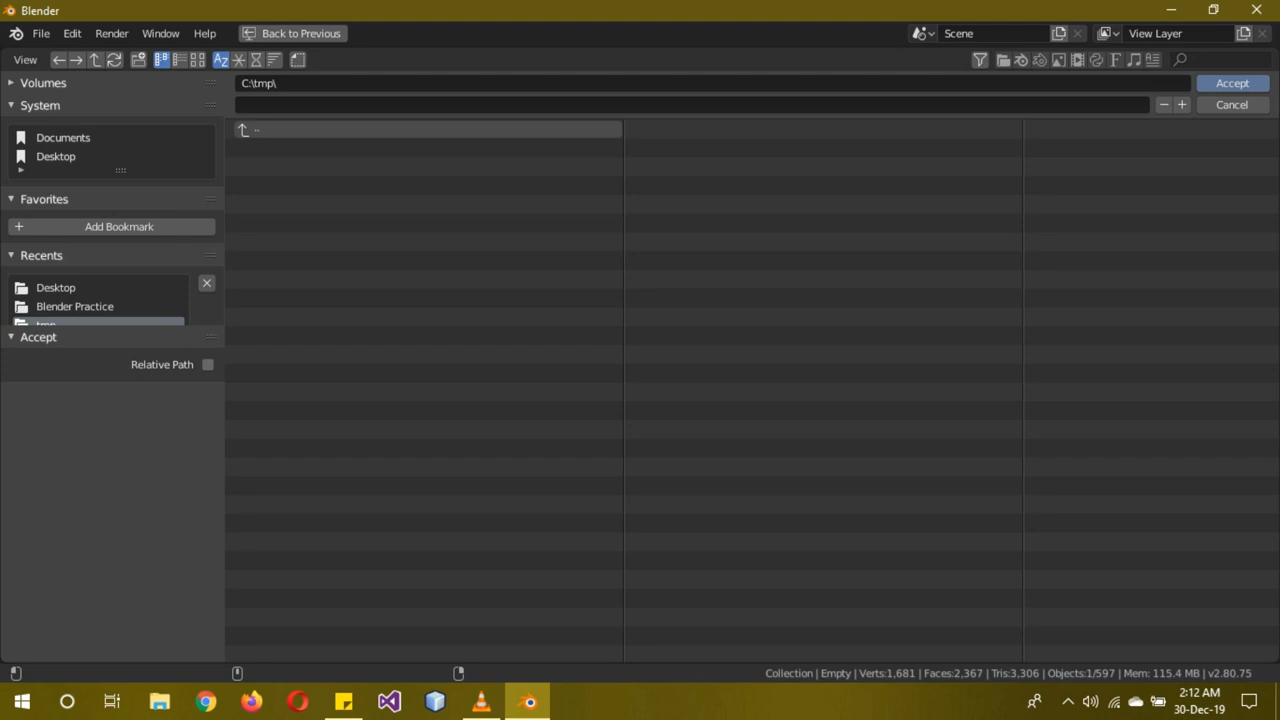 Blender
File Edit Render Window Help Back to Previous Scene View Layer
View
Volumes C:\tmp\ Accept
System Cancel
..
Documents
Desktop
Favorites
Add Bookmark
Recents
Desktop
Blender Practice
tmp
Accept
Relative Path
Collection | Empty | Verts:1,681 | Faces:2,367 | Tris:3,306 | Objects:1/597 | Mem: 115.4 MB | v2.80.75
2:12 AM
30-Dec-19